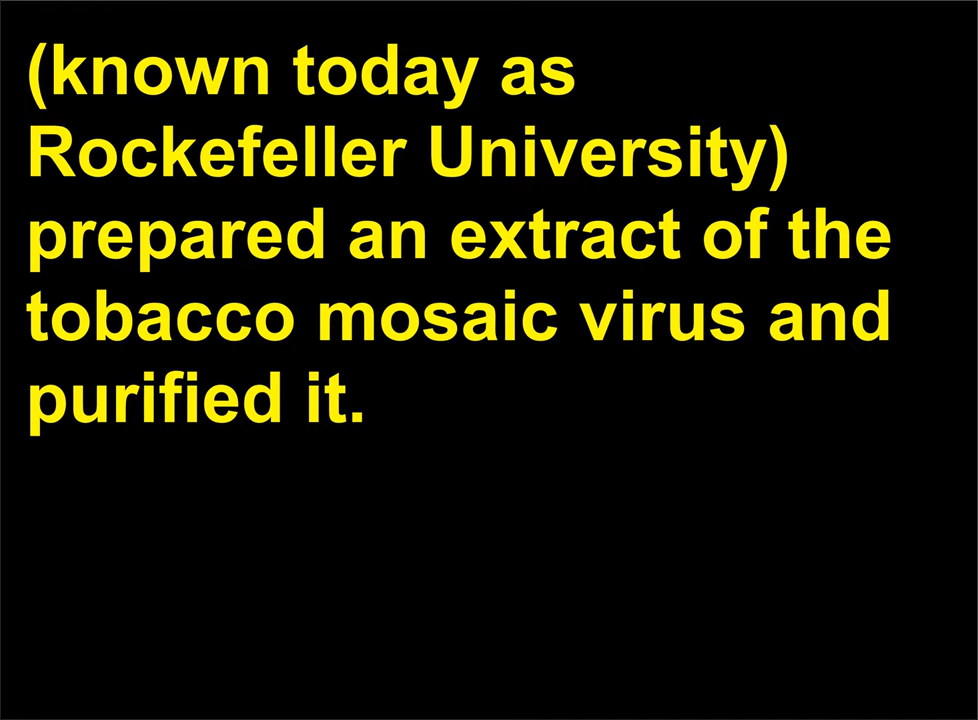 (known today as
Rockefeller University)
prepared an extract of the
tobacco mosaic virus and
purified it.